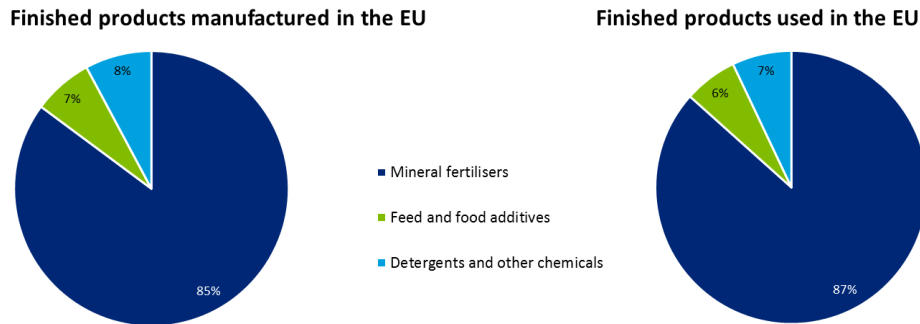 Finished products manufactured in the EU
8%
7%
85%
Mineral fertilisers
Feed and food additives
Detergents and other chemicals
Finished products used in the EU
7%
6%
87%